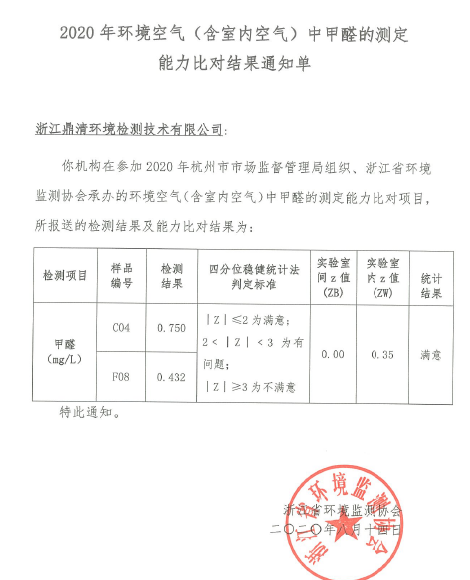 2020 年环境空气（含室内空气）中甲醛的测定
能力比对结果通知单
浙江鼎清环境检测技术有限公司:
你机构在参加 2020 年杭州市市场监督管理局组织、浙江省环境
监测协会承办的环境空气（含室内空气）中甲醛的测定能力比对项目，
所报送的检测结果及能力比对结果为：
检测项目 样品编号 检测结果 四分位稳健统计法判定标准 实验室间 z 值(ZB) 实验室内 z 值(ZW) 统计结果
甲醛(mg/L) C04 0.750 ｜Z｜≤2 为满意；2<｜Z｜<3 为有问题；｜Z｜≥3 为不满意 0.00 0.35 满意
F08 0.432
特此通知。
浙江省环境监测协会
二〇二〇年八月十四日
浙江省环境监测协会